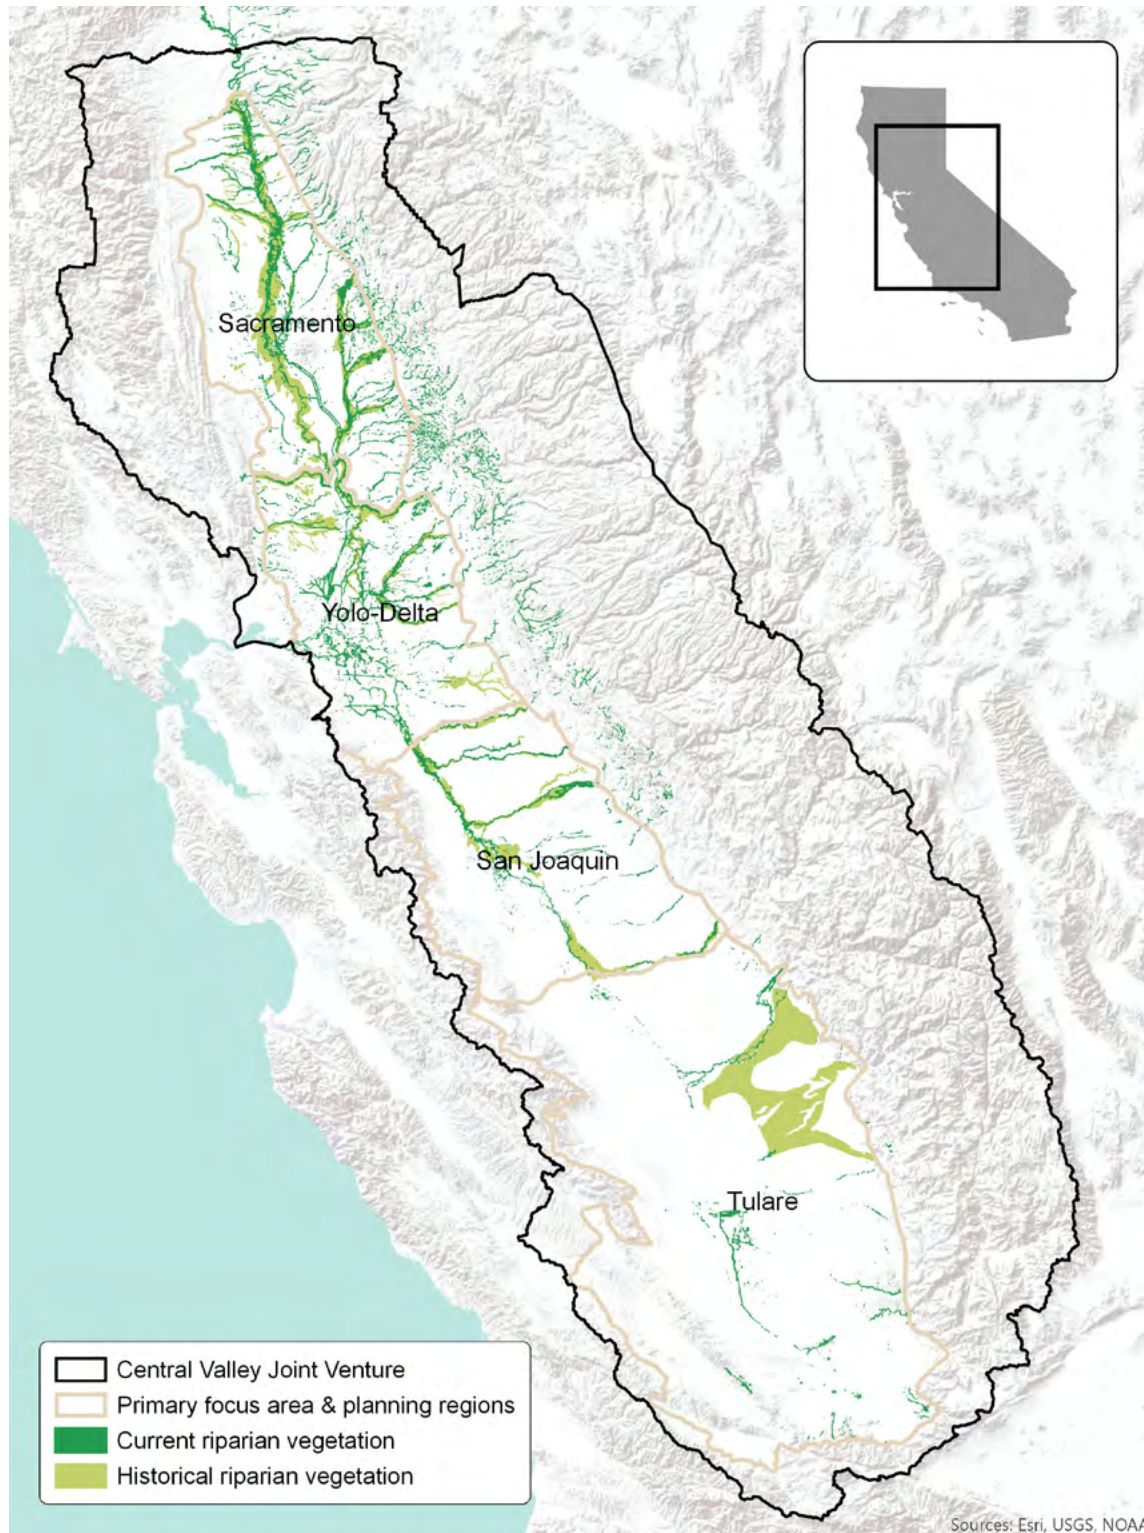 Sacramento
Yolo-Delta
San Joaquin
Tulare
Central Valley Joint Venture
Primary focus area & planning regions
Current riparian vegetation
Historical riparian vegetation
Sources: Esri, USGS, NOAA